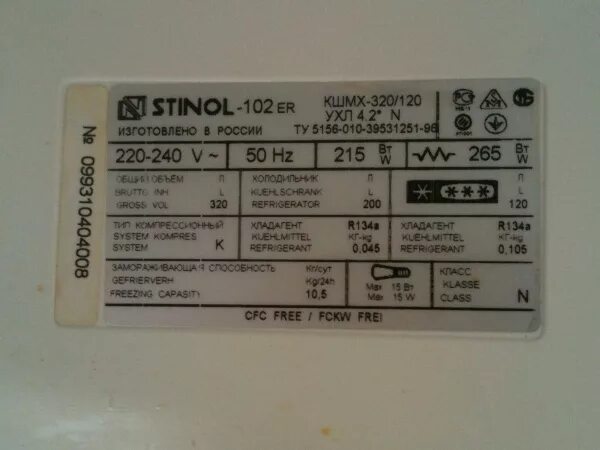 STINOL-102 ER
КШМХ-320/120
УХЛ 4.2* N
ИЗГОТОВЛЕНО В РОССИИ
ТУ 5156-010-39531251-96
220-240 V ~
50 Hz
215 Вт W
265 Вт W
ОБЩИЙ ОБЪЕМ Л
BRUTTO INH L
GROSS VOL 320
ХОЛОДИЛЬНИК Л
KUEHLSCHRANK L
REFRIGERATOR 200
Л
L
120
ТИП КОМПРЕССИОННЫЙ
SYSTEM KOMPRES
SYSTEM K
ХЛАДАГЕНТ R134a
KUEHLMITTEL КГ-kg
REFRIGERANT 0,045
ХЛАДАГЕНТ R134a
KUEHLMITTEL КГ-kg
REFRIGERANT 0,105
ЗАМОРАЖИВАЮЩАЯ СПОСОБНОСТЬ Кг/сут
GEFRIERVERH Kg/24h
FREEZING CAPASITY 10,5
Max 15 Вт
Max 15 W
КЛАСС
KLASSE
CLASS N
CFC FREE / FCKW FREI
№ 099310404008